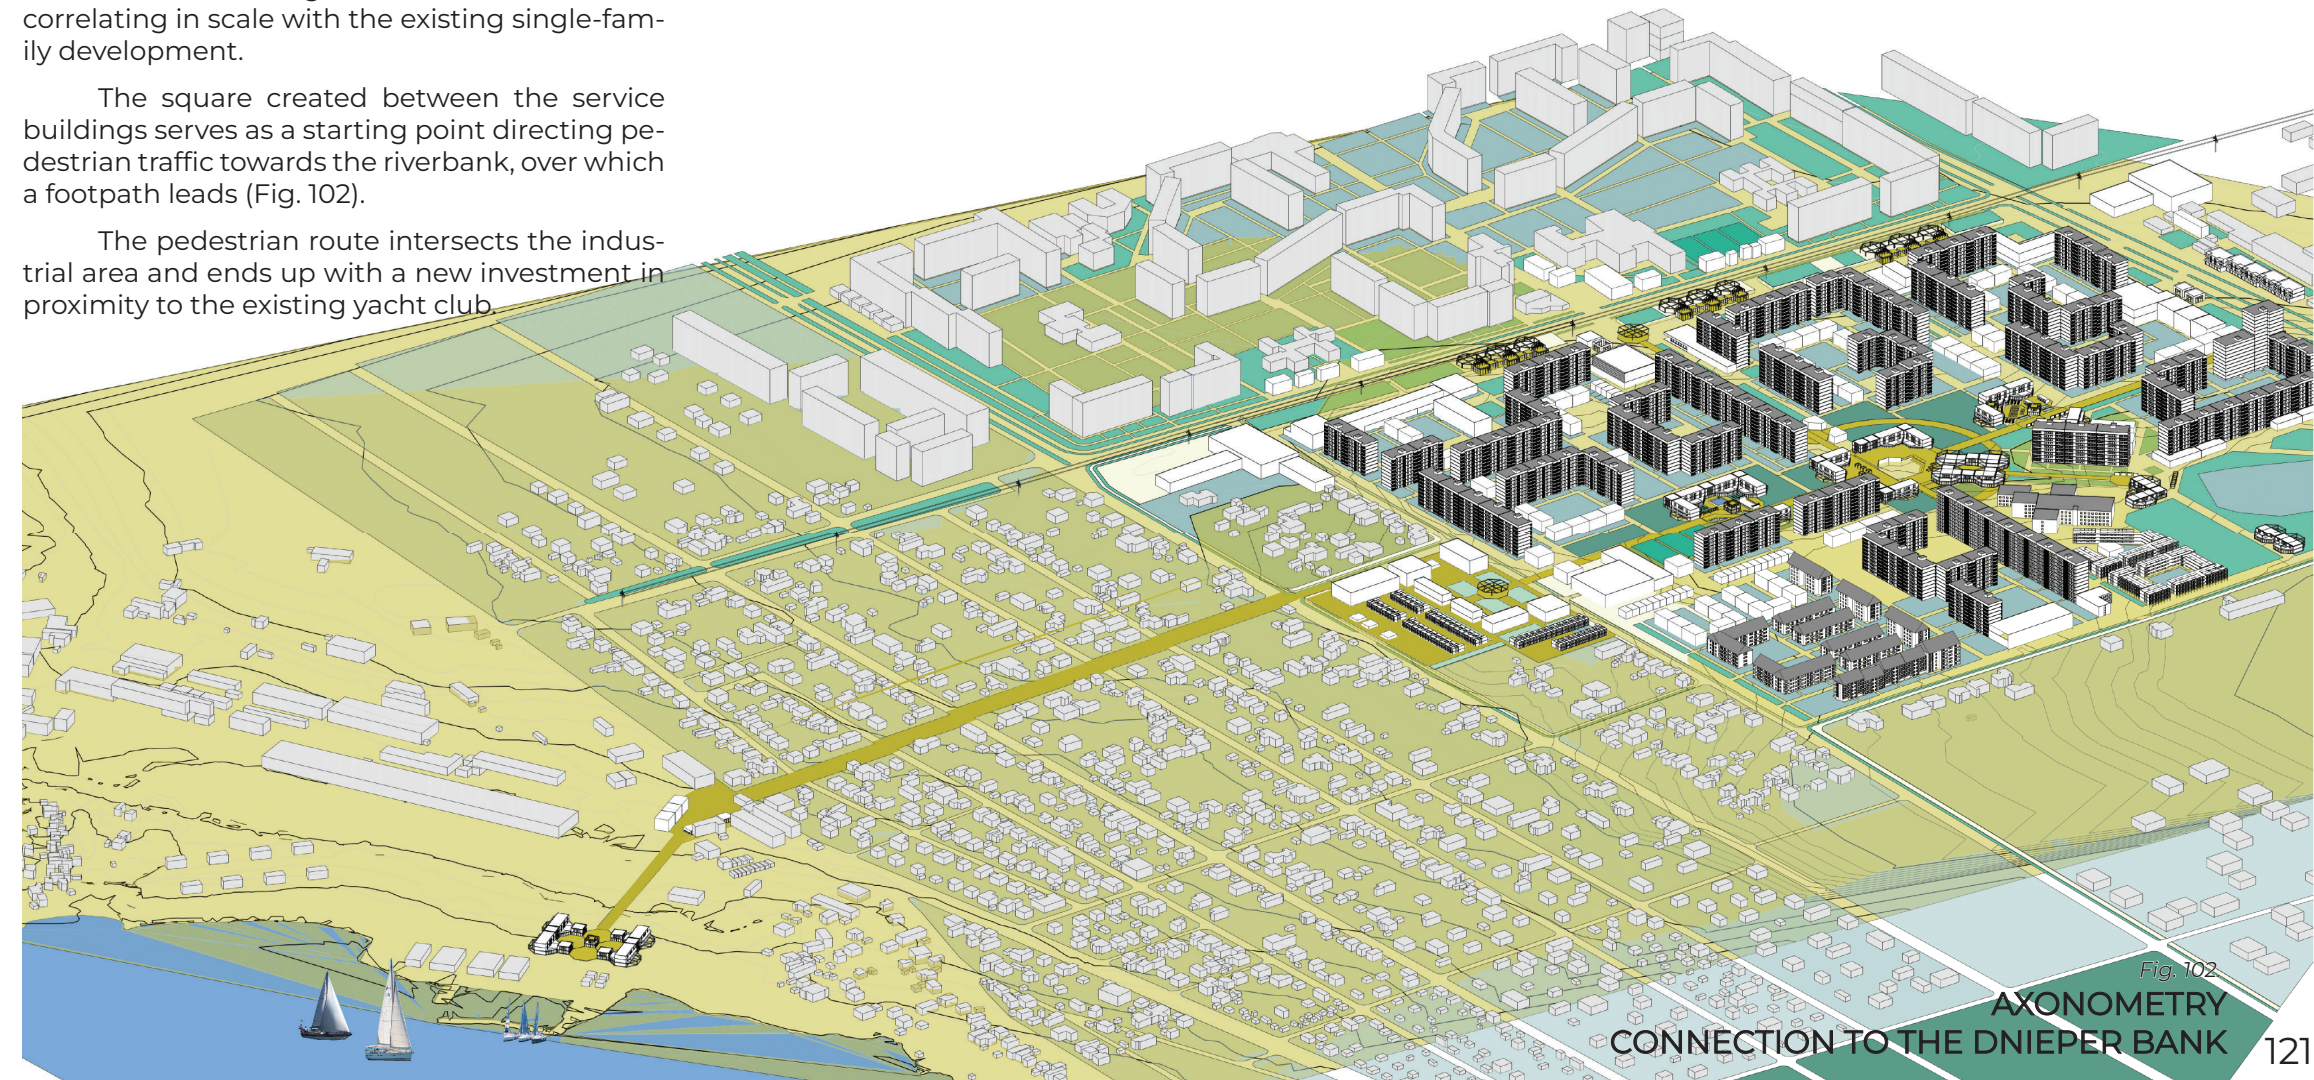 correlating in scale with the existing single-fam-
ily development.
The square created between the service
buildings serves as a starting point directing pe-
destrian traffic towards the riverbank, over which
a footpath leads (Fig. 102).
The pedestrian route intersects the indus-
trial area and ends up with a new investment in
proximity to the existing yacht club.
Fig. 102.
AXONOMETRY
CONNECTION TO THE DNIEPER BANK
121